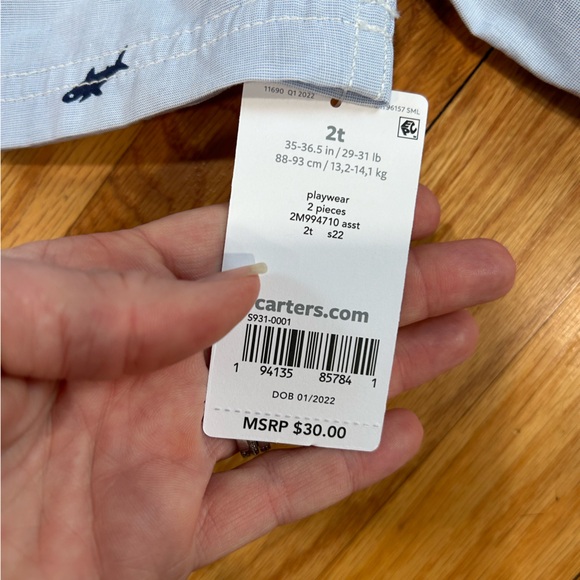 11690 Q1 2022
96157 SML
2t
35-36.5 in / 29-31 lb
88-93 cm / 13,2-14,1 kg
playwear
2 pieces
2M994710 asst
2t s22
carters.com
S931-0001
1 94135 85784 1
DOB 01/2022
MSRP $30.00